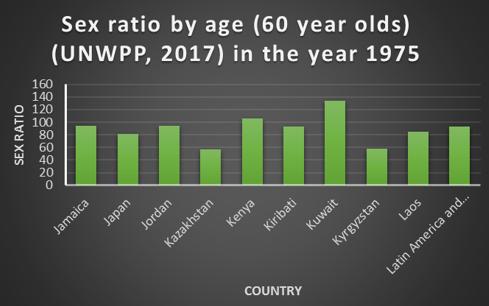 Sex ratio by age (60 year olds)
(UNWPP, 2017) in the year 1975
160
140
120
100
80
60
40
20
0
SEX RATIO
Jamaica
Japan
Jordan
Kazakhstan
Kenya
Kiribati
Kuwait
Kyrgyzstan
Laos
Latin America and...
COUNTRY